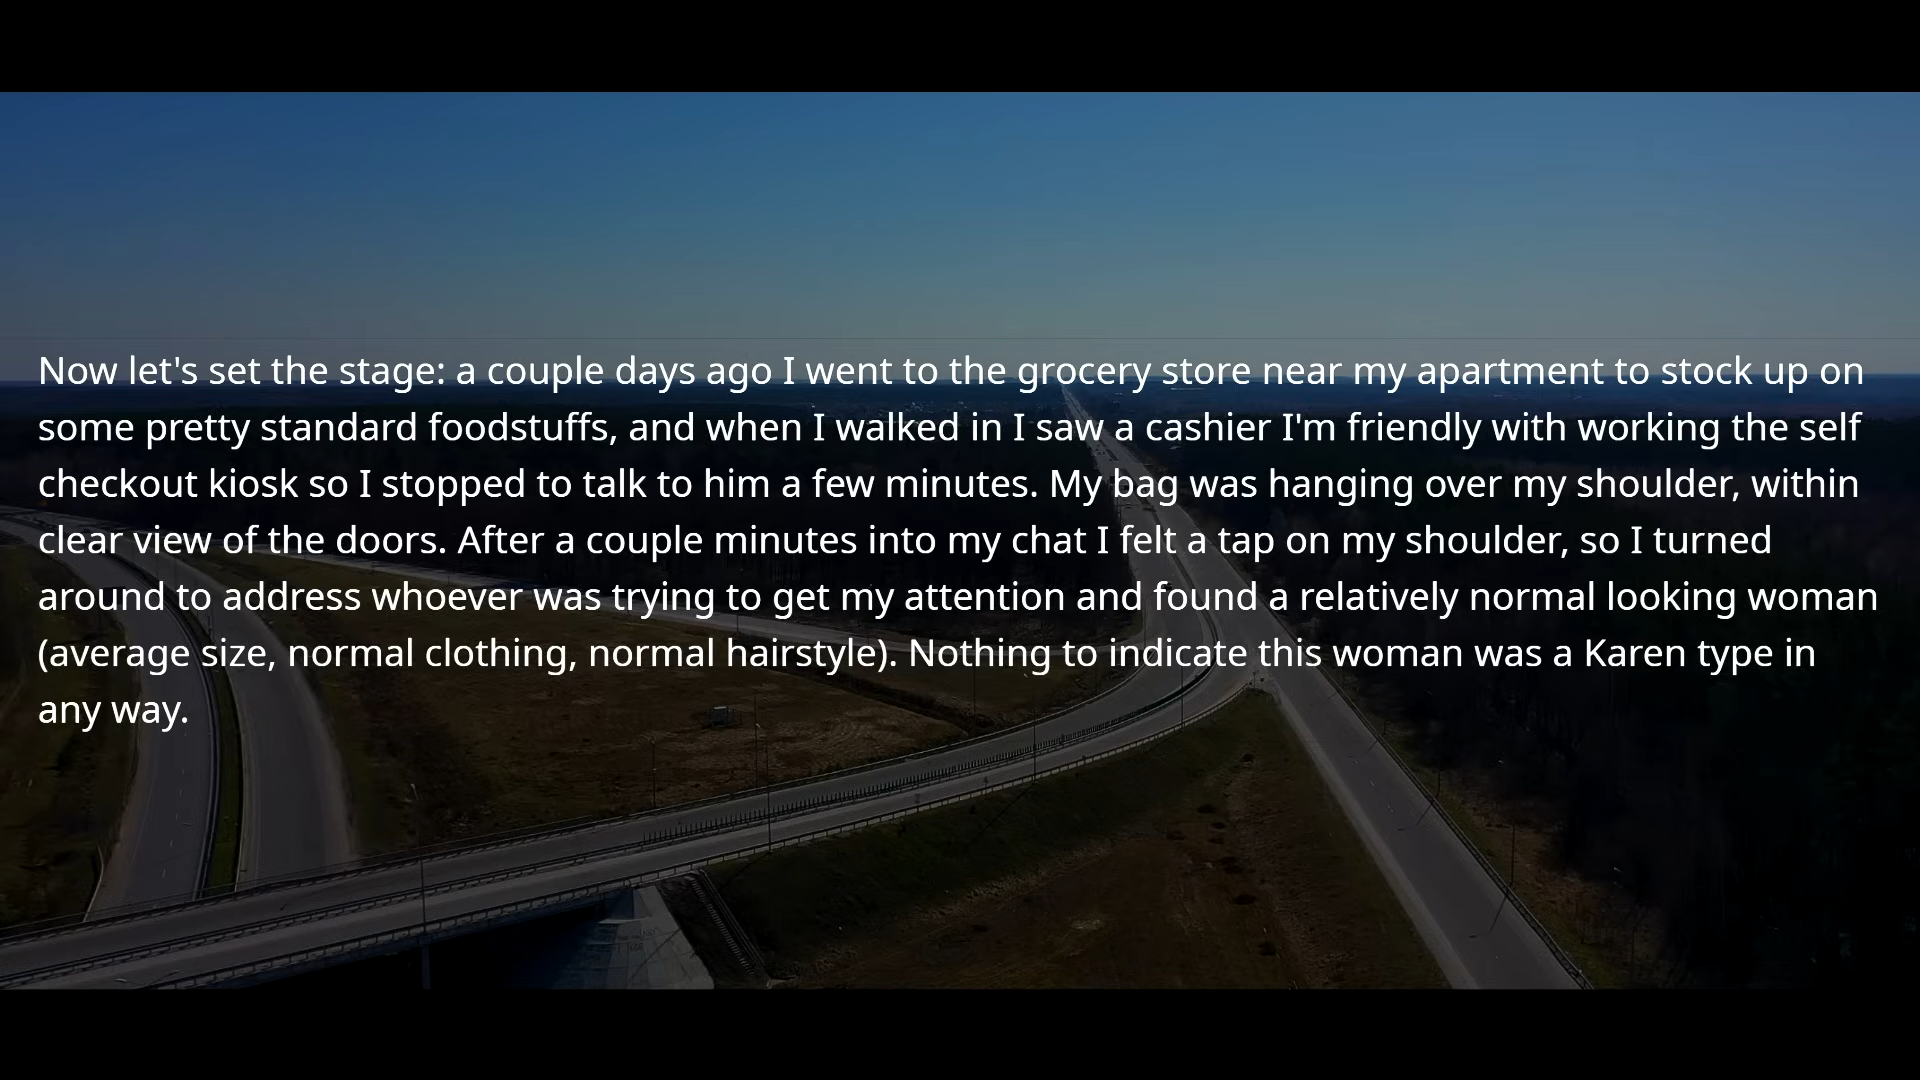 Now let's set the stage: a couple days ago I went to the grocery store near my apartment to stock up on
some pretty standard foodstuffs, and when I walked in I saw a cashier I'm friendly with working the self
checkout kiosk so I stopped to talk to him a few minutes. My bag was hanging over my shoulder, within
clear view of the doors. After a couple minutes into my chat I felt a tap on my shoulder, so I turned
around to address whoever was trying to get my attention and found a relatively normal looking woman
(average size, normal clothing, normal hairstyle). Nothing to indicate this woman was a Karen type in
any way.